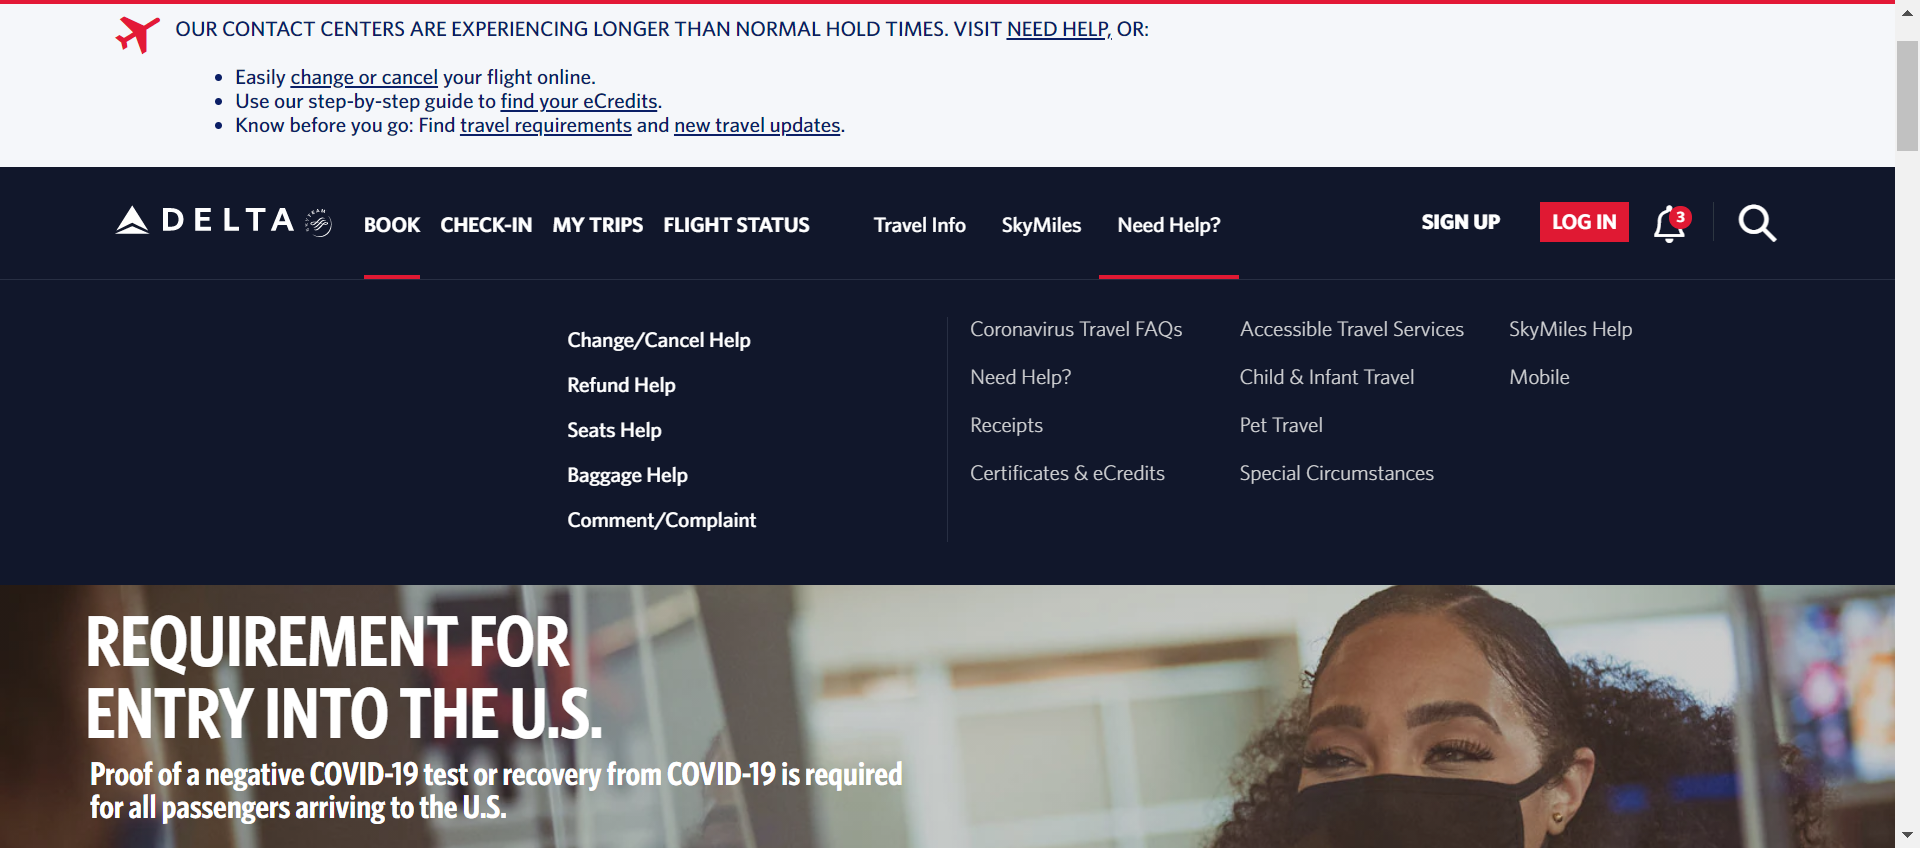 OUR CONTACT CENTERS ARE EXPERIENCING LONGER THAN NORMAL HOLD TIMES. VISIT NEED HELP, OR:
• Easily change or cancel your flight online.
• Use our step-by-step guide to find your eCredits.
• Know before you go: Find travel requirements and new travel updates.
DELTA BOOK CHECK-IN MY TRIPS FLIGHT STATUS Travel Info SkyMiles Need Help? SIGN UP LOG IN 3
Change/Cancel Help
Refund Help
Seats Help
Baggage Help
Comment/Complaint
Coronavirus Travel FAQs
Need Help?
Receipts
Certificates & eCredits
Accessible Travel Services
Child & Infant Travel
Pet Travel
Special Circumstances
SkyMiles Help
Mobile
REQUIREMENT FOR
ENTRY INTO THE U.S.
Proof of a negative COVID-19 test or recovery from COVID-19 is required
for all passengers arriving to the U.S.